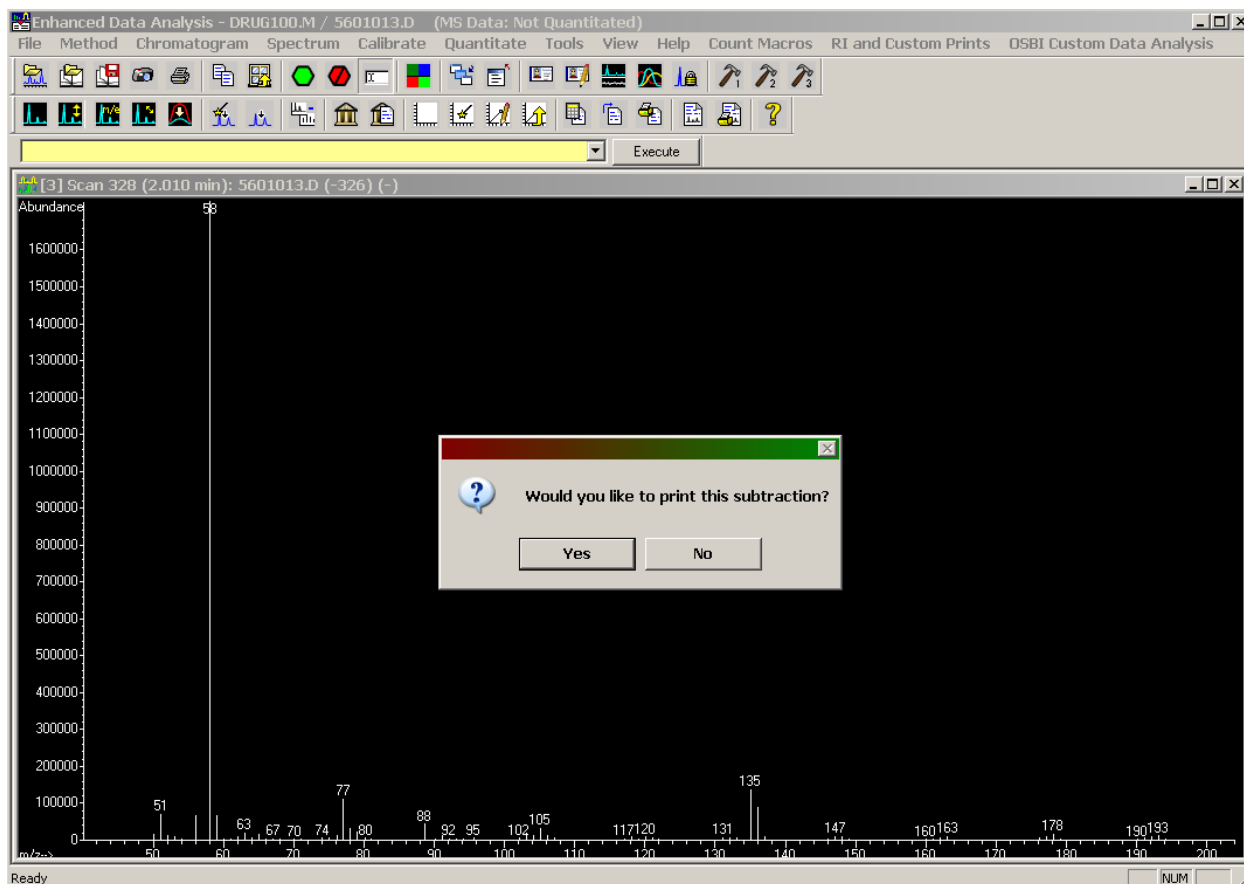 Enhanced Data Analysis - DRUG100.M / 5601013.D (MS Data: Not Quantitated)
File Method Chromatogram Spectrum Calibrate Quantitate Tools View Help Count Macros RI and Custom Prints OSBI Custom Data Analysis
n/e 1 2 3
Execute
[3] Scan 328 (2.010 min): 5601013.D (-326) (-)
Abundance
58
1600000
1500000
1400000
1300000
1200000
1100000
1000000
900000
800000
700000
600000
500000
400000
300000
200000
100000
0
Would you like to print this subtraction?
Yes No
51 63 67 70 74 77 80 88 92 95 102 105 117 120 131 135 147 160 163 178 190 193
m/z--> 50 60 70 80 90 100 110 120 130 140 150 160 170 180 190 200
Ready NUM